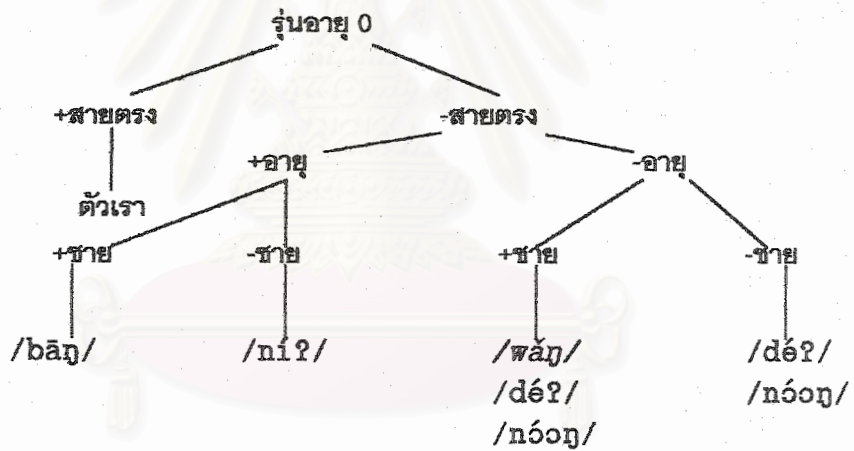 รุ่นอายุ 0
+สายตรง -สายตรง
+อายุ -อายุ
ตัวเรา
+ชาย -ชาย +ชาย -ชาย
/bāŋ/ /níʔ/ /wǎŋ/ /déʔ/
/déʔ/ /nɔ́ɔŋ/
/nɔ́ɔŋ/